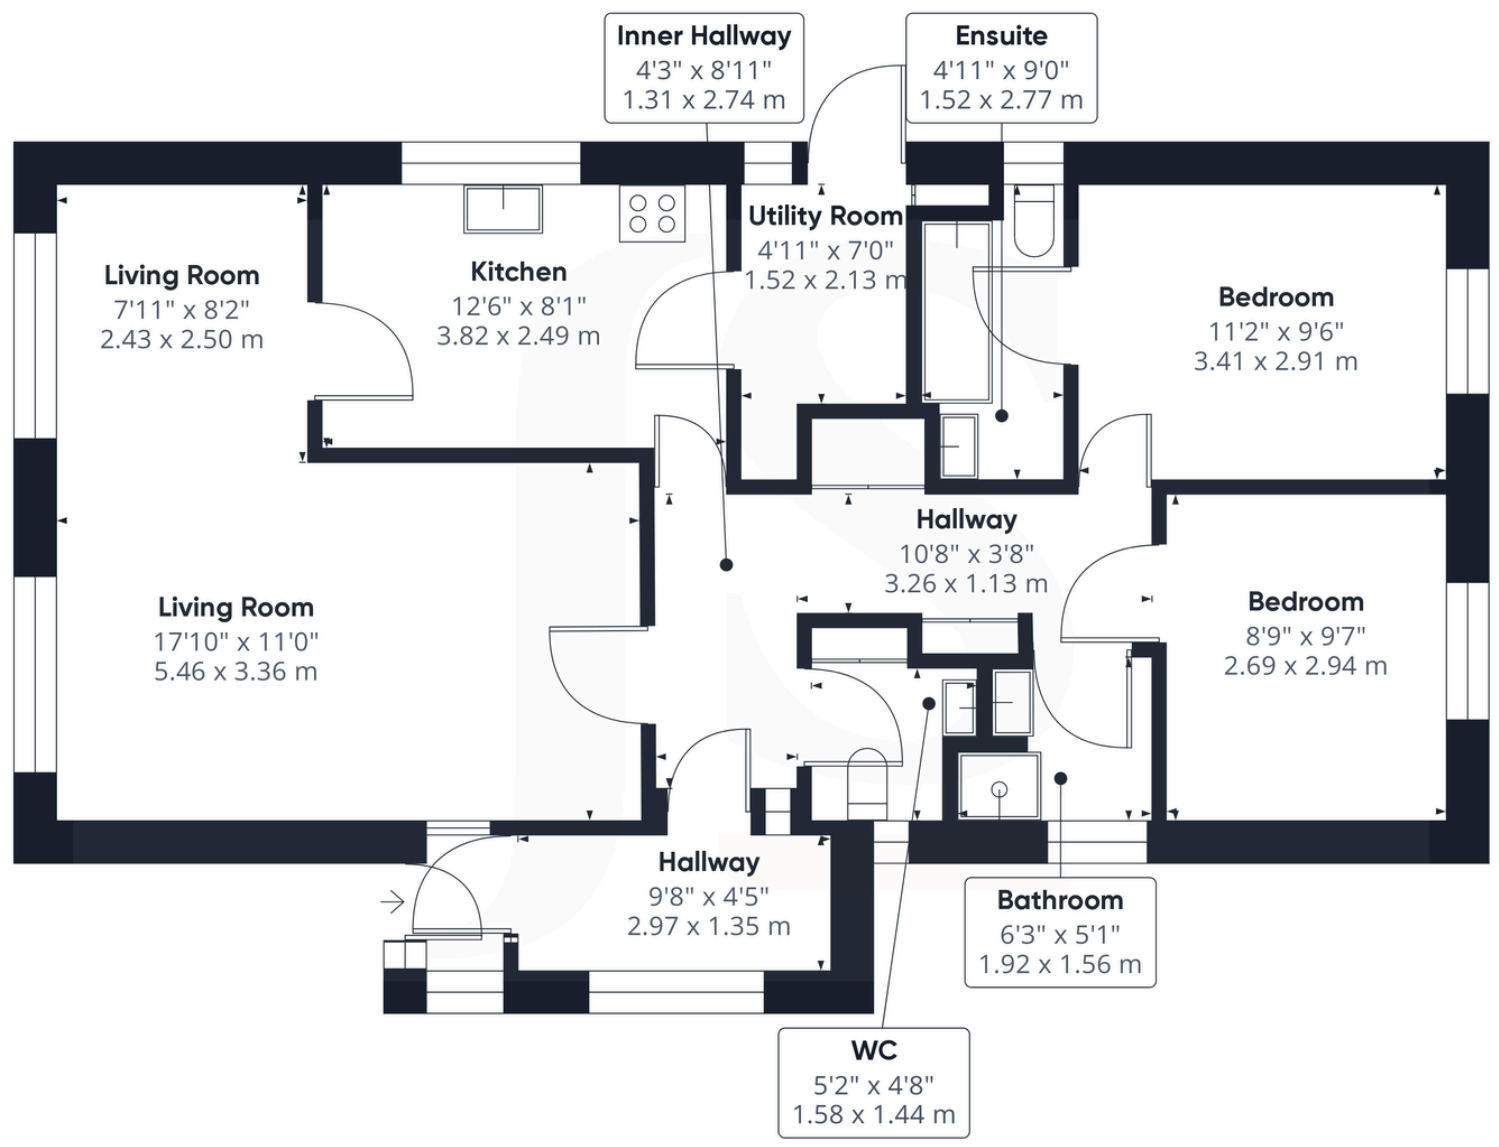 Inner Hallway
4'3" x 8'11"
1.31 x 2.74 m
Ensuite
4'11" x 9'0"
1.52 x 2.77 m
Living Room
7'11" x 8'2"
2.43 x 2.50 m
Kitchen
12'6" x 8'1"
3.82 x 2.49 m
Utility Room
4'11" x 7'0"
1.52 x 2.13 m
Bedroom
11'2" x 9'6"
3.41 x 2.91 m
Hallway
10'8" x 3'8"
3.26 x 1.13 m
Living Room
17'10" x 11'0"
5.46 x 3.36 m
Bedroom
8'9" x 9'7"
2.69 x 2.94 m
Hallway
9'8" x 4'5"
2.97 x 1.35 m
Bathroom
6'3" x 5'1"
1.92 x 1.56 m
WC
5'2" x 4'8"
1.58 x 1.44 m